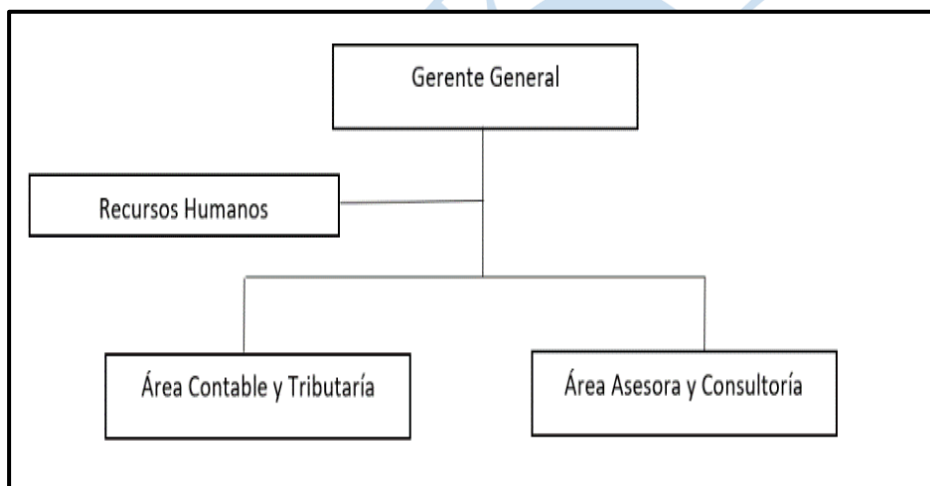 Gerente General
Recursos Humanos
Área Contable y Tributaría
Área Asesora y Consultoría